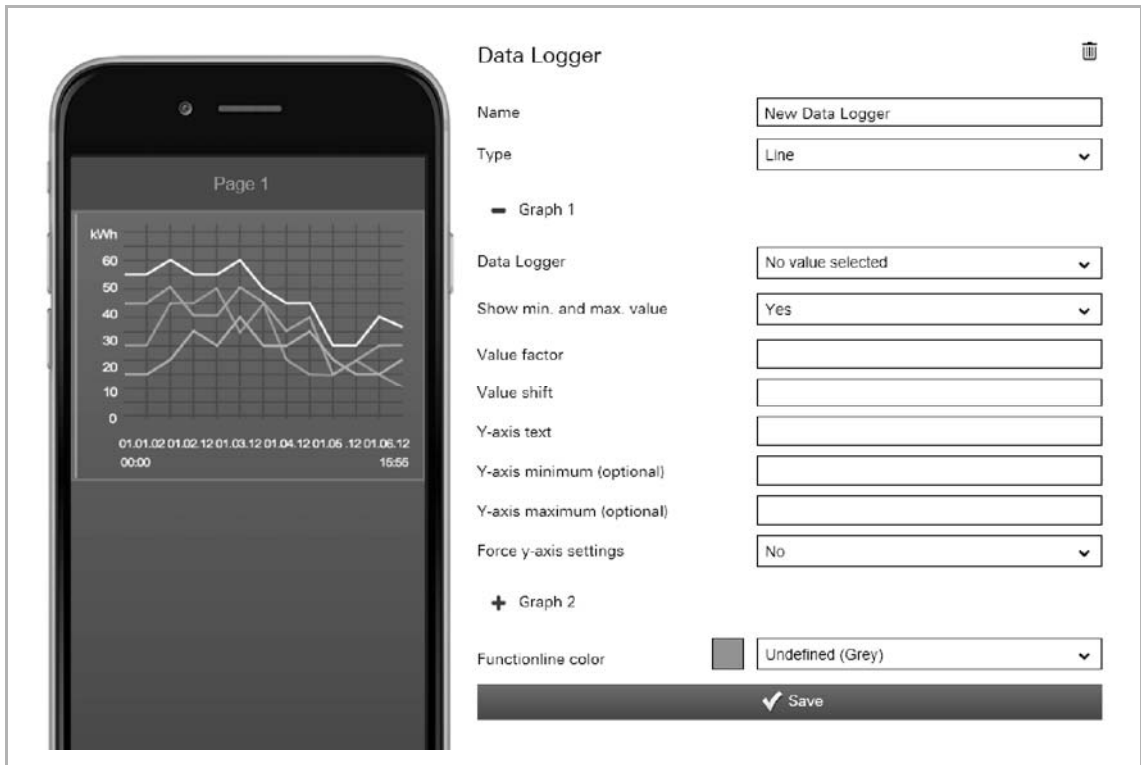 Page 1
kWh
60
50
40
30
20
10
0
01.01.02 01.02.12 01.03.12 01.04.12 01.05 .12 01.06.12
00:00 15:55
Data Logger
Name New Data Logger
Type Line
Graph 1
Data Logger No value selected
Show min. and max. value Yes
Value factor
Value shift
Y-axis text
Y-axis minimum (optional)
Y-axis maximum (optional)
Force y-axis settings No
Graph 2
Functionline color Undefined (Grey)
Save